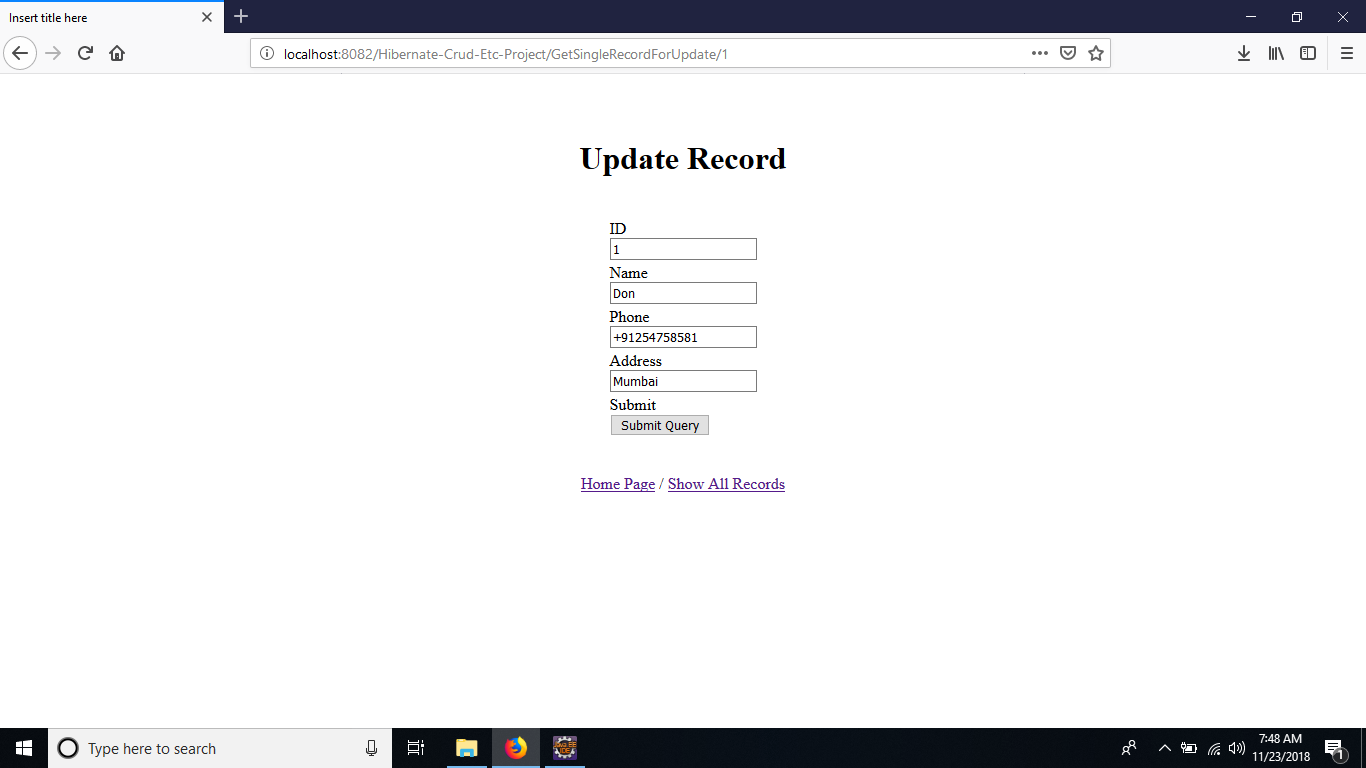 Insert title here
localhost:8082/Hibernate-Crud-Etc-Project/GetSingleRecordForUpdate/1
Update Record
ID
1
Name
Don
Phone
+91254758581
Address
Mumbai
Submit
Submit Query
Home Page / Show All Records
Type here to search
7:48 AM
11/23/2018
1